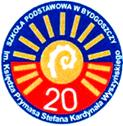 SZKOŁA PODSTAWOWA W BYDGOSZCZY
im. Księdza Prymasa Stefana Kardynała Wyszyńskiego
20